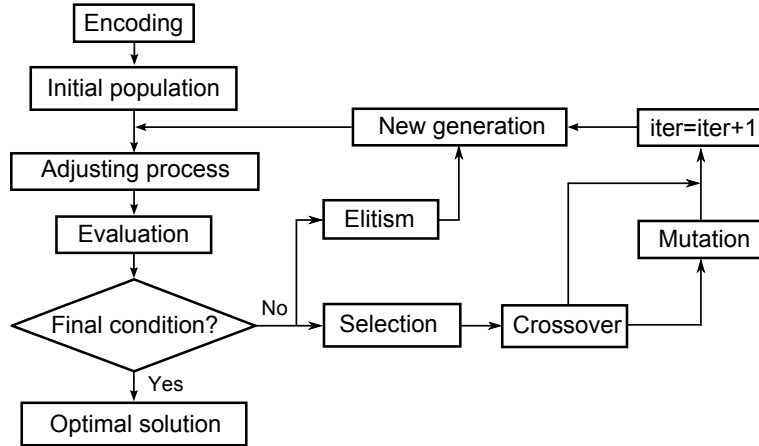 Encoding
Initial population
New generation
iter=iter+1
Adjusting process
Elitism
Evaluation
Mutation
No
Final condition?
Selection
Crossover
Yes
Optimal solution